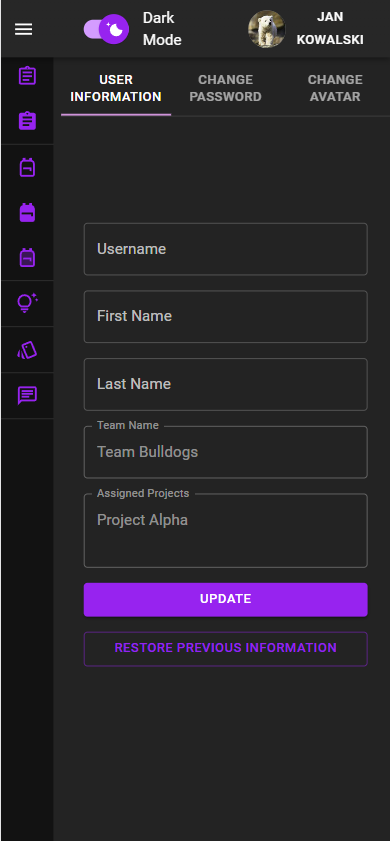 Dark
Mode
JAN
KOWALSKI
USER
INFORMATION
CHANGE
PASSWORD
CHANGE
AVATAR
Username
First Name
Last Name
Team Name
Team Bulldogs
Assigned Projects
Project Alpha
UPDATE
RESTORE PREVIOUS INFORMATION